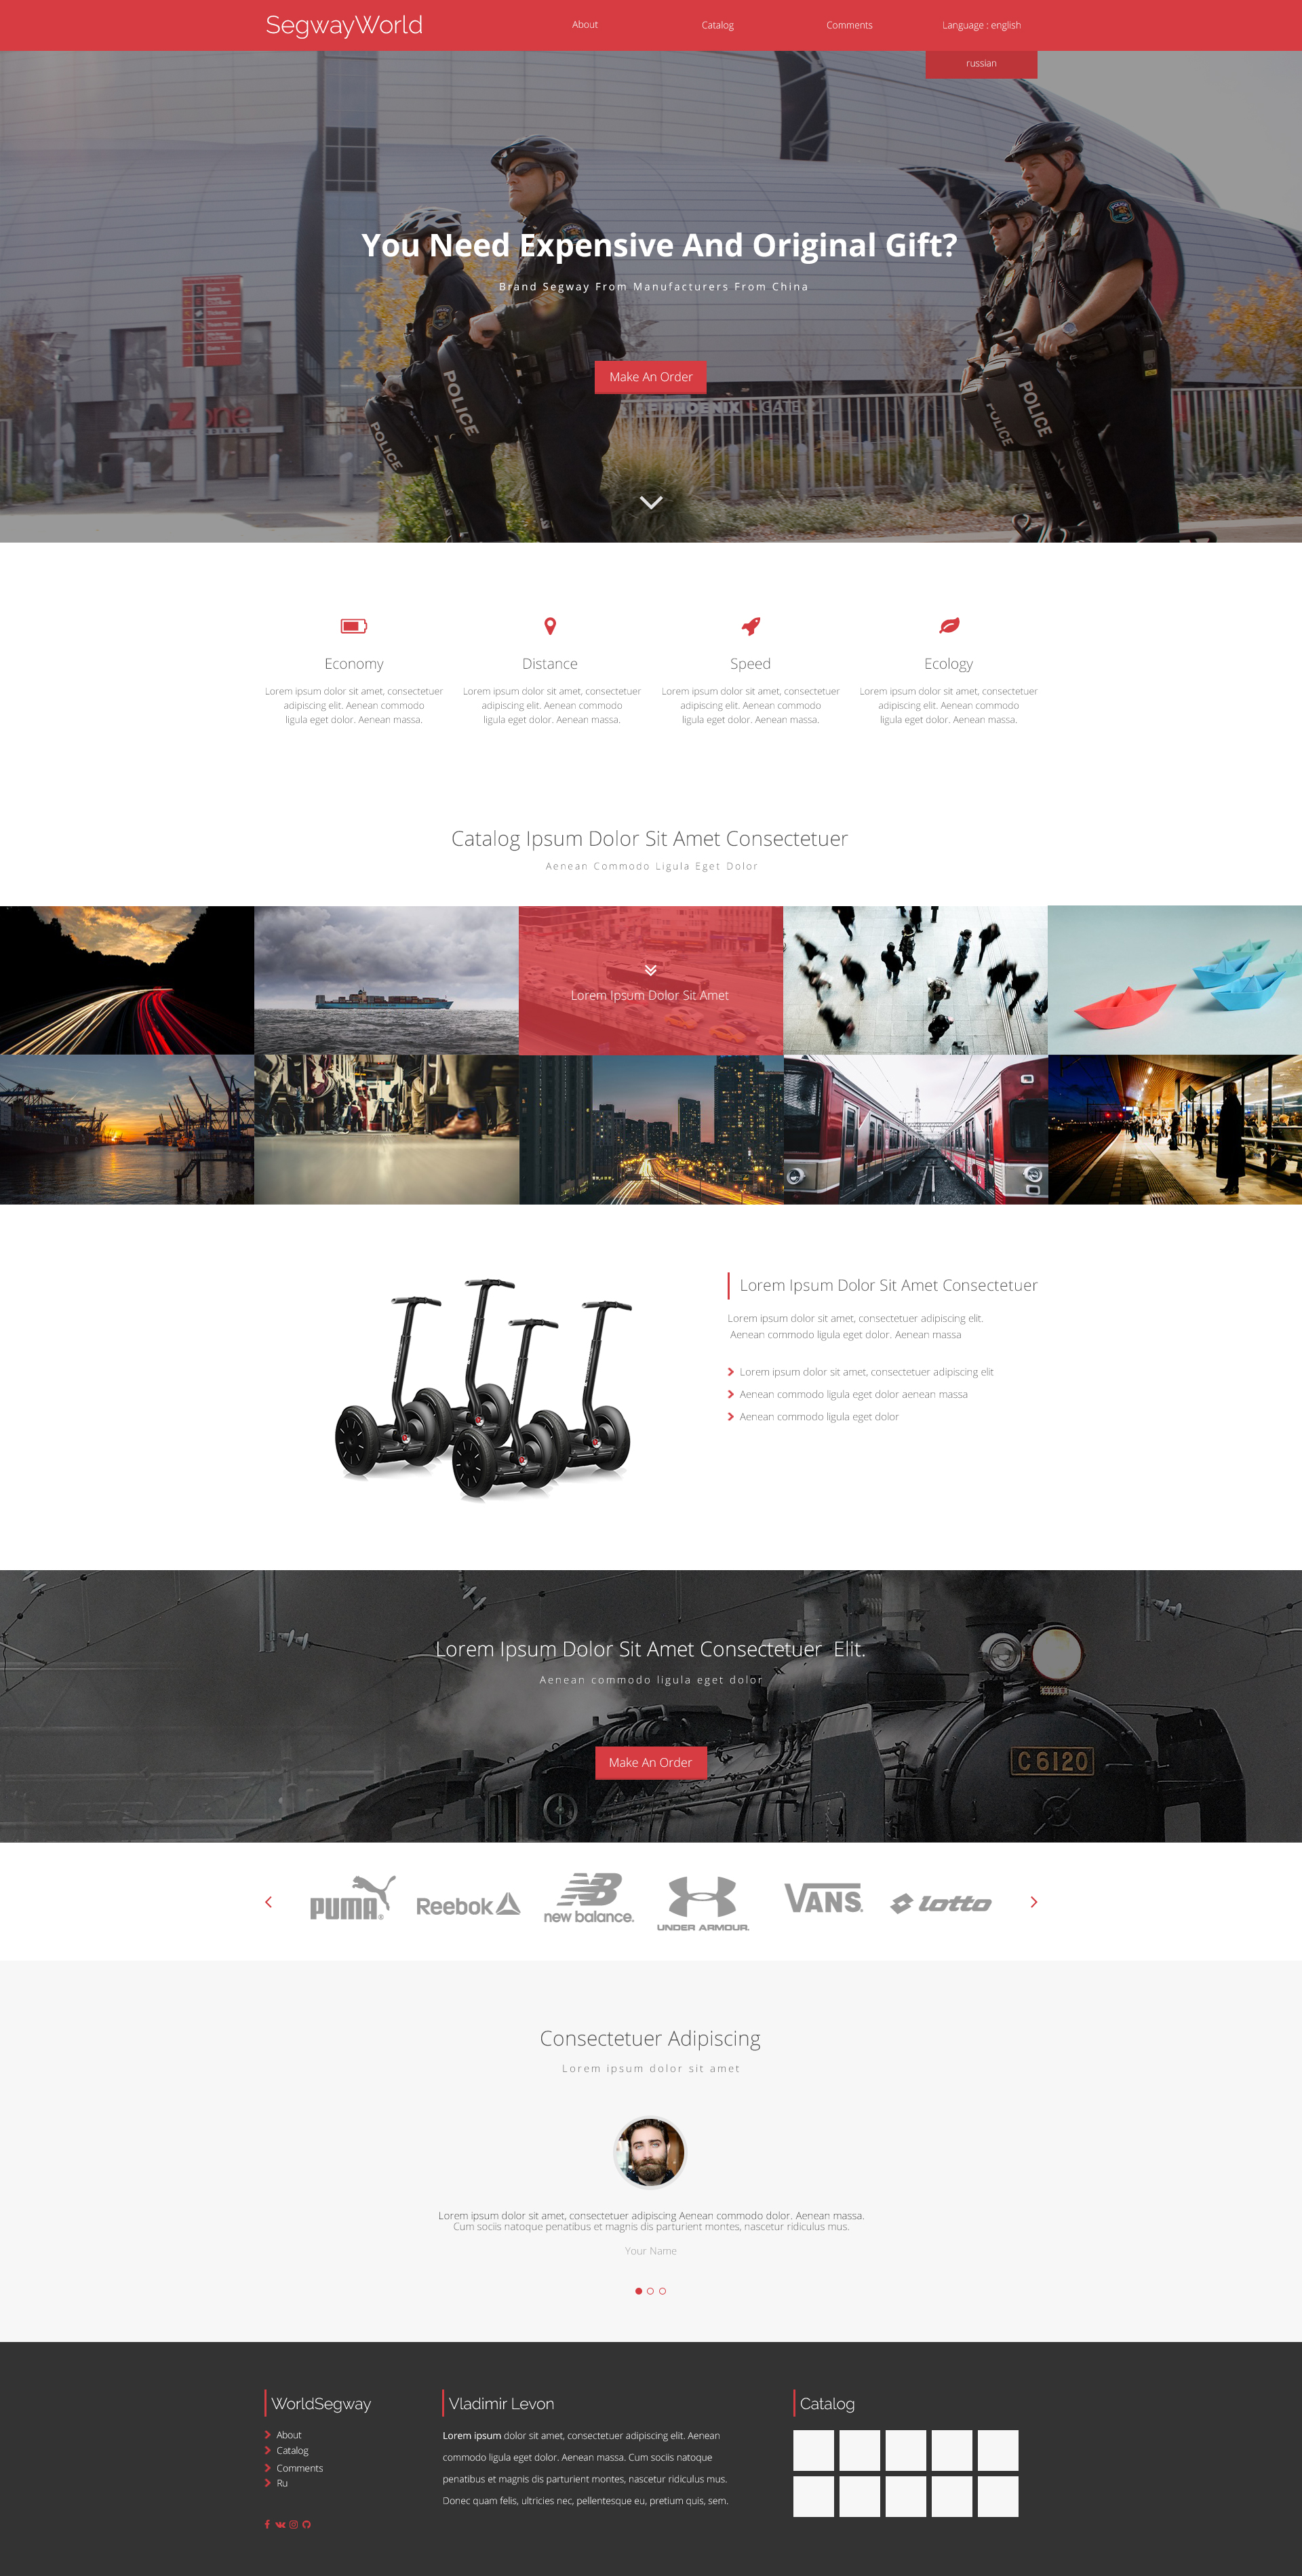 SegwayWorld
About
Catalog
Comments
Language : english
russian
You Need Expensive And Original Gift?
Brand Segway From Manufacturers From China
Make An Order
POLICE
POLICE
POLICE
POLICE
PHOENIX GATE
Economy
Distance
Speed
Ecology
Lorem ipsum dolor sit amet, consectetuer
adipiscing elit. Aenean commodo
ligula eget dolor. Aenean massa.
Lorem ipsum dolor sit amet, consectetuer
adipiscing elit. Aenean commodo
ligula eget dolor. Aenean massa.
Lorem ipsum dolor sit amet, consectetuer
adipiscing elit. Aenean commodo
ligula eget dolor. Aenean massa.
Lorem ipsum dolor sit amet, consectetuer
adipiscing elit. Aenean commodo
ligula eget dolor. Aenean massa.
Catalog Ipsum Dolor Sit Amet Consectetuer
Aenean Commodo Ligula Eget Dolor
Lorem Ipsum Dolor Sit Amet
Lorem Ipsum Dolor Sit Amet Consectetuer
Lorem ipsum dolor sit amet, consectetuer adipiscing elit.
Aenean commodo ligula eget dolor. Aenean massa
Lorem ipsum dolor sit amet, consectetuer adipiscing elit
Aenean commodo ligula eget dolor aenean massa
Aenean commodo ligula eget dolor
Lorem Ipsum Dolor Sit Amet Consectetuer Elit.
Aenean commodo ligula eget dolor
Make An Order
C 6120
PUMA®
Reebok
new balance.
UNDER ARMOUR.
VANS
lotto
Consectetuer Adipiscing
Lorem ipsum dolor sit amet
Lorem ipsum dolor sit amet, consectetuer adipiscing Aenean commodo dolor. Aenean massa.
Cum sociis natoque penatibus et magnis dis parturient montes, nascetur ridiculus mus.
Your Name
WorldSegway
About
Catalog
Comments
Ru
Vladimir Levon
Lorem ipsum dolor sit amet, consectetuer adipiscing elit. Aenean
commodo ligula eget dolor. Aenean massa. Cum sociis natoque
penatibus et magnis dis parturient montes, nascetur ridiculus mus.
Donec quam felis, ultricies nec, pellentesque eu, pretium quis, sem.
Catalog